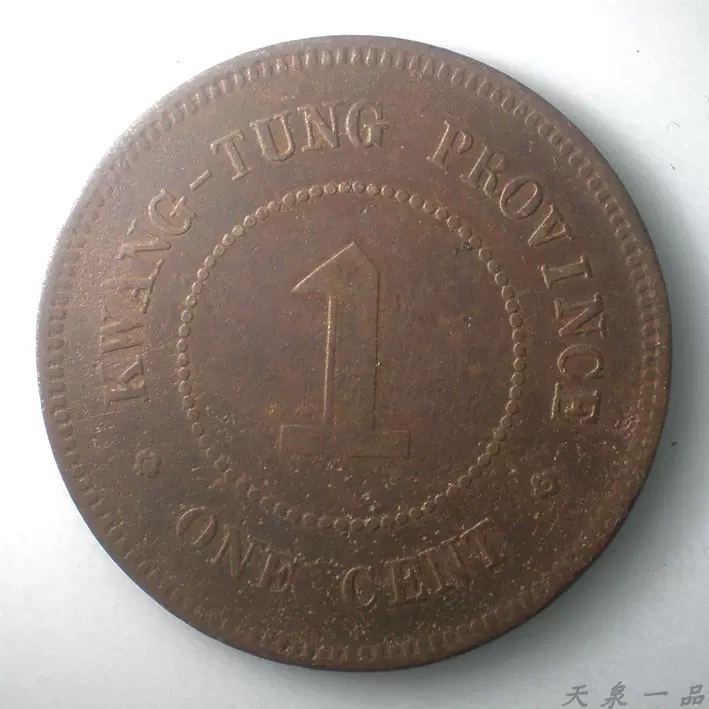 KWANG-TUNG PROVINCE
1
ONE CENT
天泉一品